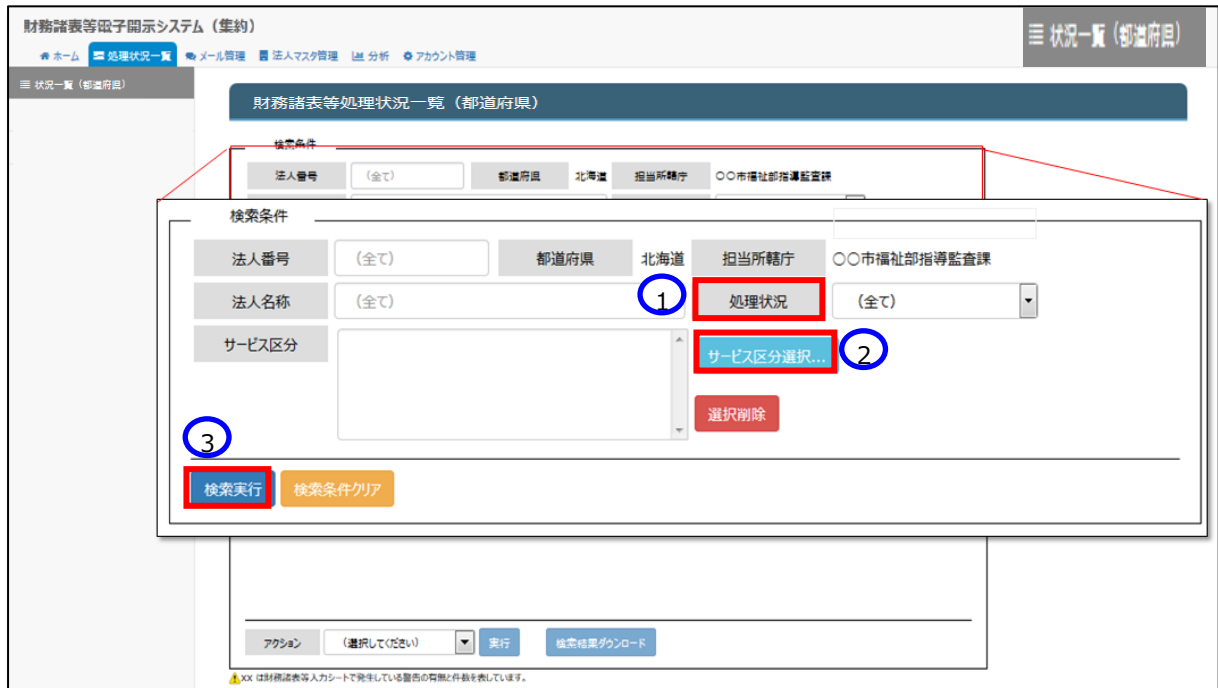 財務諸表等電子開示システム（集約）
状況一覧（都道府県）
ホーム 処理状況一覧 メール管理 法人マスタ管理 分析 アカウント管理
状況一覧（都道府県）
財務諸表等処理状況一覧（都道府県）
検索条件
法人番号 （全て） 都道府県 北海道 担当所轄庁 〇〇市福祉部指導監査課
検索条件
法人番号 （全て） 都道府県 北海道 担当所轄庁 〇〇市福祉部指導監査課
法人名称 （全て） 1 処理状況 （全て）
サービス区分 サービス区分選択... 2
選択削除
3
検索実行 検索条件クリア
アクション （選択してください） 実行 検索結果ダウンロード
xx は財務諸表等入力シートで発生している警告の有無と件数を表しています。